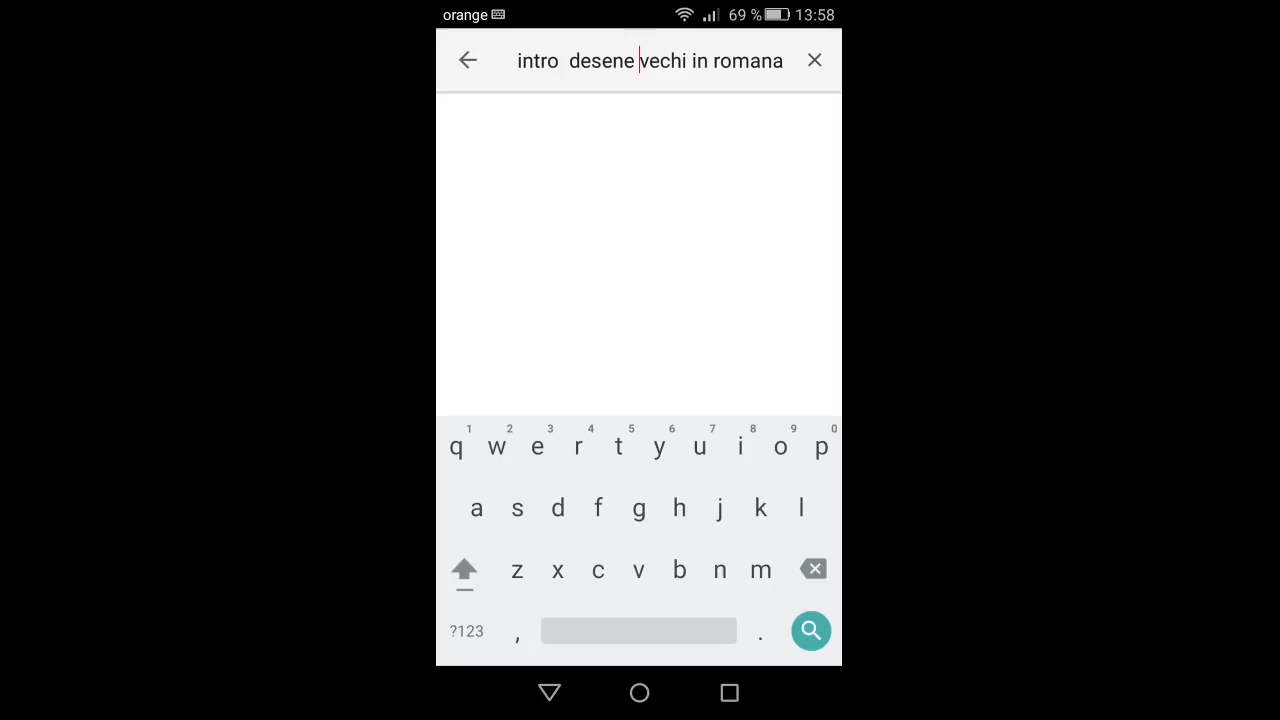 orange 69 % 13:58
intro  desene vechi in romana
1 2 3 4 5 6 7 8 9 0
q w e r t y u i o p
a s d f g h j k l
z x c v b n m
?123 , .